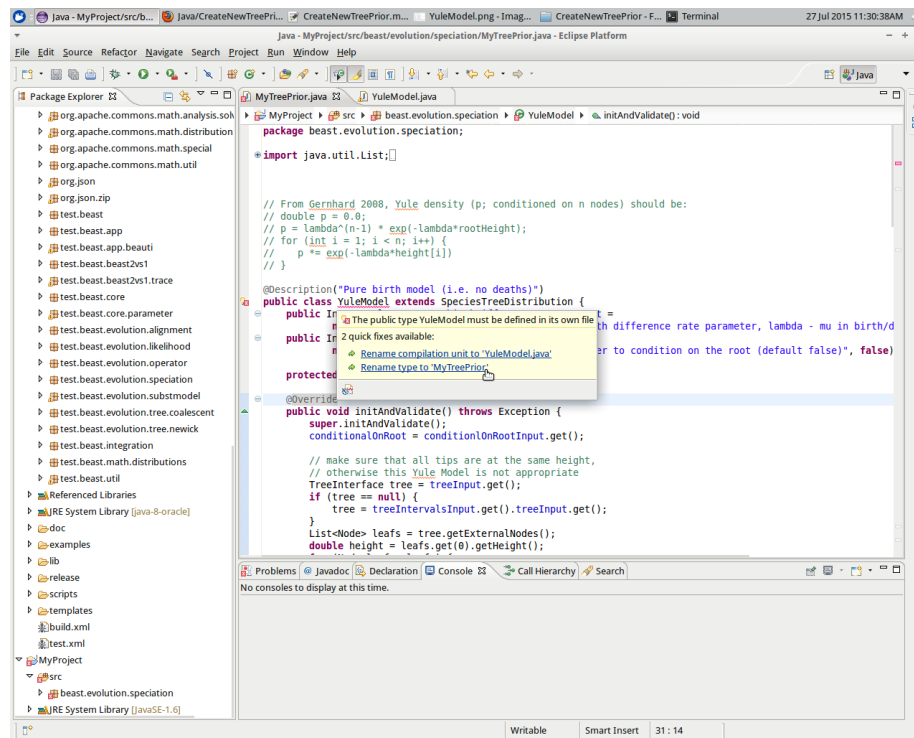 Java - MyProject/src/b... Java/CreateNewTreePri... CreateNewTreePrior.m... YuleModel.png - Imag... CreateNewTreePrior - F... Terminal 27 Jul 2015 11:30:38AM
Java - MyProject/src/beast/evolution/speciation/MyTreePrior.java - Eclipse Platform
File Edit Source Refactor Navigate Search Project Run Window Help
Java
Package Explorer
org.apache.commons.math.analysis.solv
org.apache.commons.math.distribution
org.apache.commons.math.special
org.apache.commons.math.util
org.json
org.json.zip
test.beast
test.beast.app
test.beast.app.beauti
test.beast.beast2vs1
test.beast.beast2vs1.trace
test.beast.core
test.beast.core.parameter
test.beast.evolution.alignment
test.beast.evolution.likelihood
test.beast.evolution.operator
test.beast.evolution.speciation
test.beast.evolution.substmodel
test.beast.evolution.tree.coalescent
test.beast.evolution.tree.newick
test.beast.integration
test.beast.math.distributions
test.beast.util
Referenced Libraries
JRE System Library [java-8-oracle]
doc
examples
lib
release
scripts
templates
build.xml
test.xml
MyProject
src
beast.evolution.speciation
JRE System Library [JavaSE-1.6]
MyTreePrior.java YuleModel.java
MyProject src beast.evolution.speciation YuleModel initAndValidate() : void
package beast.evolution.speciation;
import java.util.List;
// From Gernhard 2008, Yule density (p; conditioned on n nodes) should be:
// double p = 0.0;
// p = lambda^(n-1) * exp(-lambda*rootHeight);
// for (int i = 1; i < n; i++) {
// p *= exp(-lambda*height[i])
// }
@Description("Pure birth model (i.e. no deaths)")
public class YuleModel extends SpeciesTreeDistribution {
public In =
The public type YuleModel must be defined in its own file
th difference rate parameter, lambda - mu in birth/d
2 quick fixes available:
public In
Rename compilation unit to 'YuleModel.java'
er to condition on the root (default false)", false)
Rename type to 'MyTreePrior'
protected
@Override
public void initAndValidate() throws Exception {
super.initAndValidate();
conditionalOnRoot = conditionlOnRootInput.get();
// make sure that all tips are at the same height,
// otherwise this Yule Model is not appropriate
TreeInterface tree = treeInput.get();
if (tree == null) {
tree = treeIntervalsInput.get().treeInput.get();
}
List<Node> leafs = tree.getExternalNodes();
double height = leafs.get(0).getHeight();
Problems @ Javadoc Declaration Console Call Hierarchy Search
No consoles to display at this time.
Writable Smart Insert 31 : 14